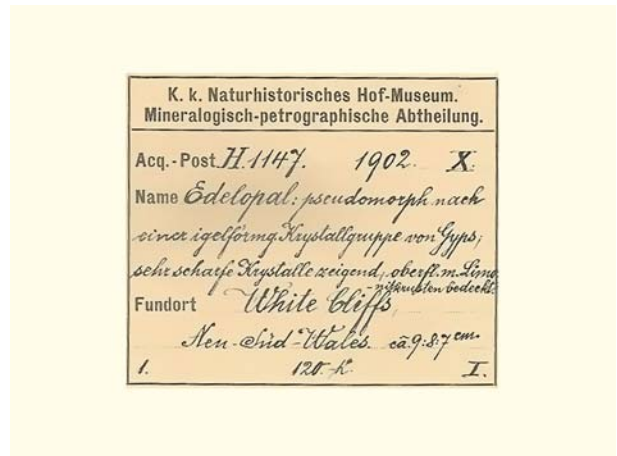 K. k. Naturhistorisches Hof-Museum.
Mineralogisch-petrographische Abtheilung.
Acq.-Post. H. 1147. 1902. X.
Name Edelopal: pseudomorph nach
einer igelförmg. Krystallgruppe von Gyps,
sehr scharfe Krystalle zeigend, oberfl. m. Limo-
nitkrusten bedeckt.
Fundort White Cliffs,
Neu-Süd-Wales. cā 9:8:7 cm.
1. 120.- K. I.